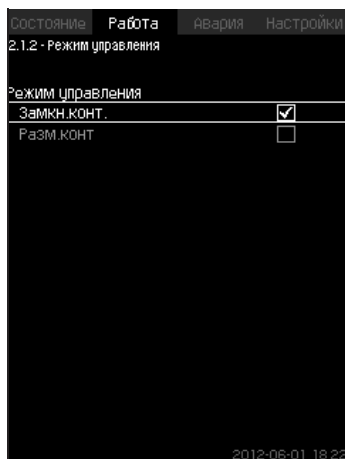 Состояние Работа Авария Настройки
2.1.2 - Режим управления
Режим управления
Замкн.конт.
Разм.конт
2012-06-01 18:22